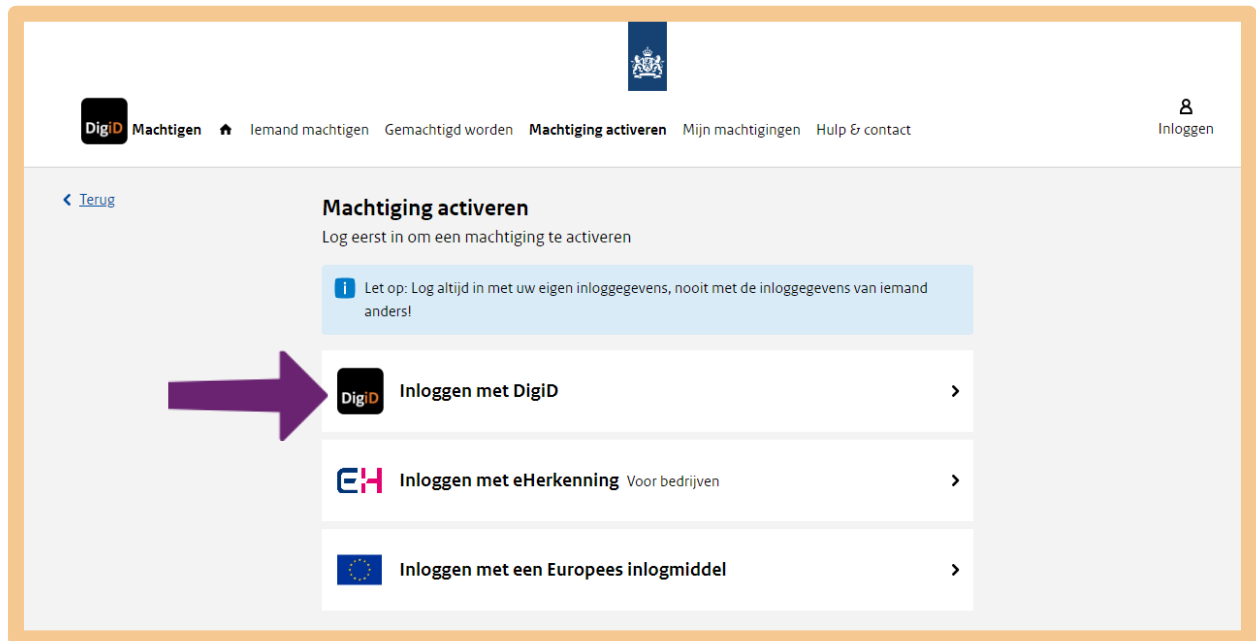 Inloggen
DigiD Machtigen Iemand machtigen Gemachtigd worden Machtiging activeren Mijn machtigingen Hulp & contact
Terug
Machtiging activeren
Log eerst in om een machtiging te activeren
i Let op: Log altijd in met uw eigen inloggegevens, nooit met de inloggegevens van iemand
anders!
DigiD Inloggen met DigiD
EH Inloggen met eHerkenning Voor bedrijven
Inloggen met een Europees inlogmiddel